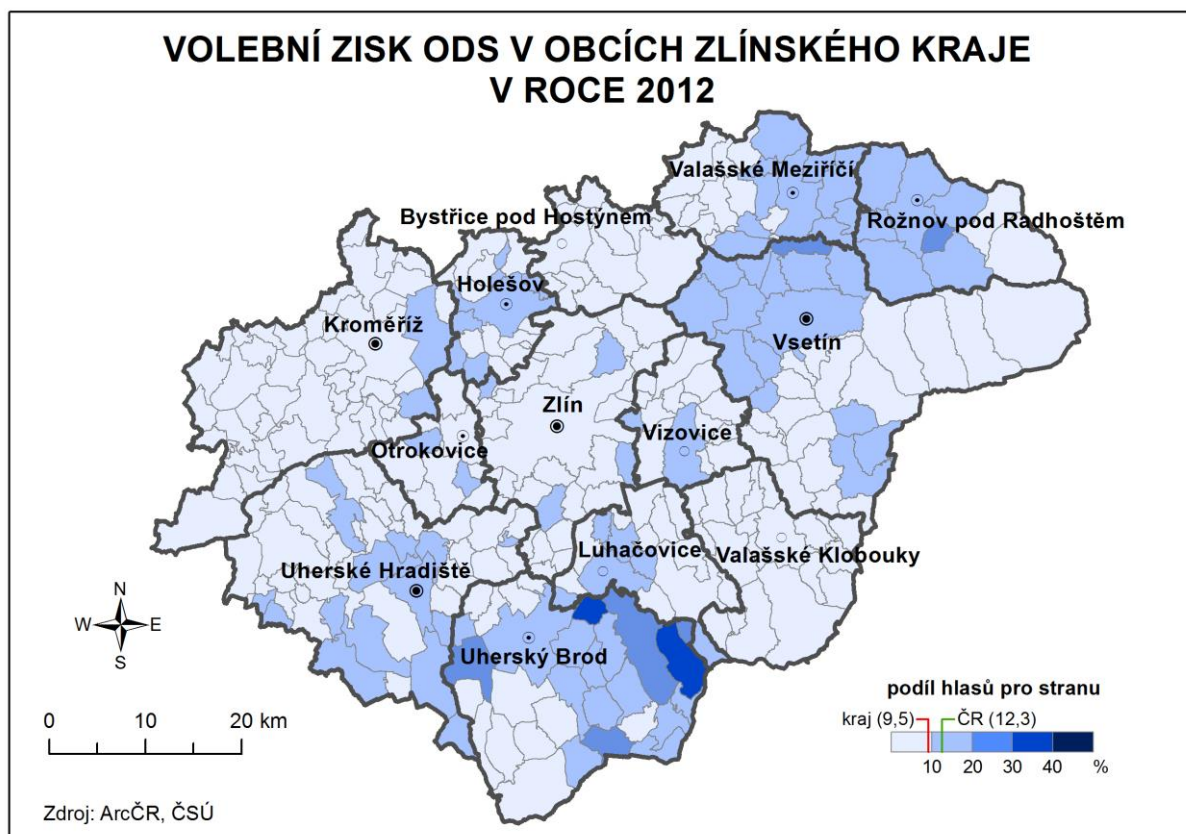 VOLEBNÍ ZISK ODS V OBCÍCH ZLÍNSKÉHO KRAJE
V ROCE 2012
Valašské Meziříčí
Rožnov pod Radhoštěm
Bystřice pod Hostýnem
Holešov
Kroměříž
Vsetín
Zlín
Vizovice
Otrokovice
Luhačovice
Valašské Klobouky
Uherské Hradiště
Uherský Brod
N
W E
S
0 10 20 km
podíl hlasů pro stranu
kraj (9,5) ČR (12,3)
10 20 30 40 %
Zdroj: ArcČR, ČSÚ